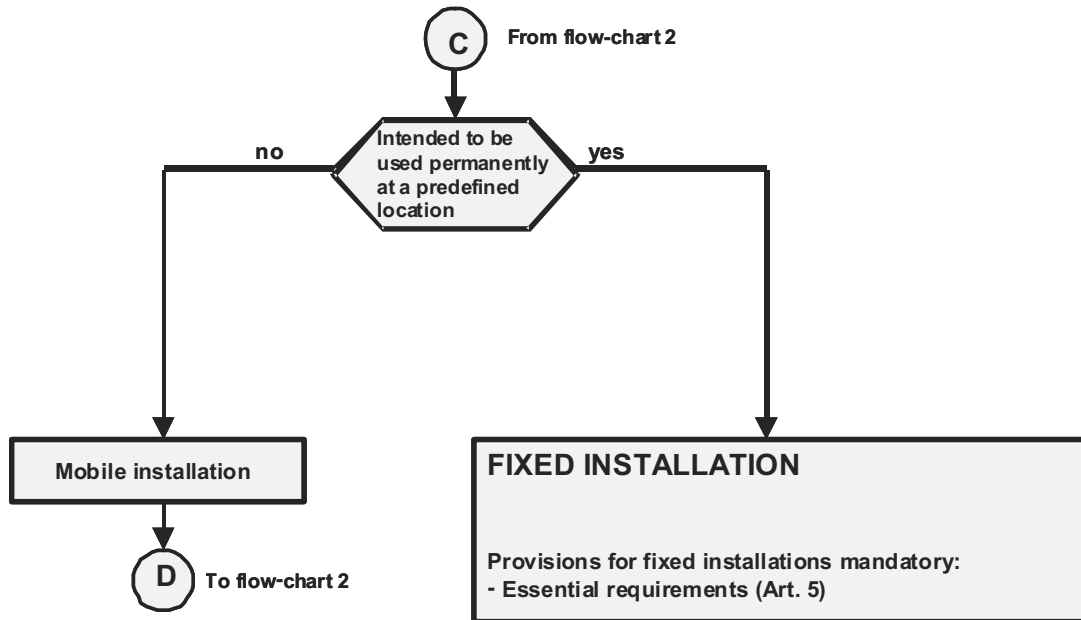 C
From flow-chart 2
Intended to be
used permanently
at a predefined
location
no
yes
Mobile installation
D
To flow-chart 2
FIXED INSTALLATION
Provisions for fixed installations mandatory:
- Essential requirements (Art. 5)